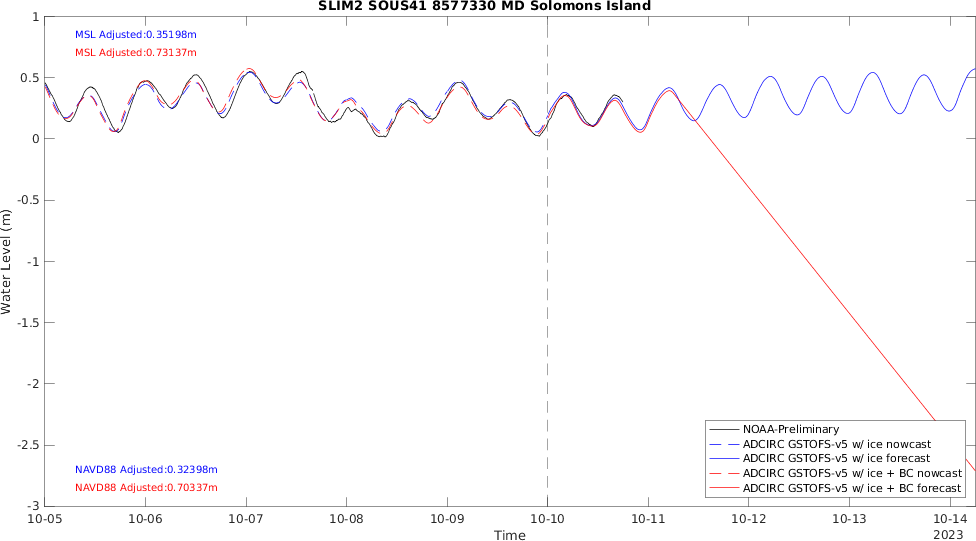 SLIM2 SOUS41 8577330 MD Solomons Island
MSL Adjusted:0.35198m
MSL Adjusted:0.73137m
1
0.5
0
-0.5
-1
-1.5
-2
-2.5
-3
Water Level (m)
NAVD88 Adjusted:0.32398m
NAVD88 Adjusted:0.70337m
NOAA-Preliminary
ADCIRC GSTOFS-v5 w/ ice nowcast
ADCIRC GSTOFS-v5 w/ ice forecast
ADCIRC GSTOFS-v5 w/ ice + BC nowcast
ADCIRC GSTOFS-v5 w/ ice + BC forecast
10-05 10-06 10-07 10-08 10-09 10-10 10-11 10-12 10-13 10-14
2023
Time